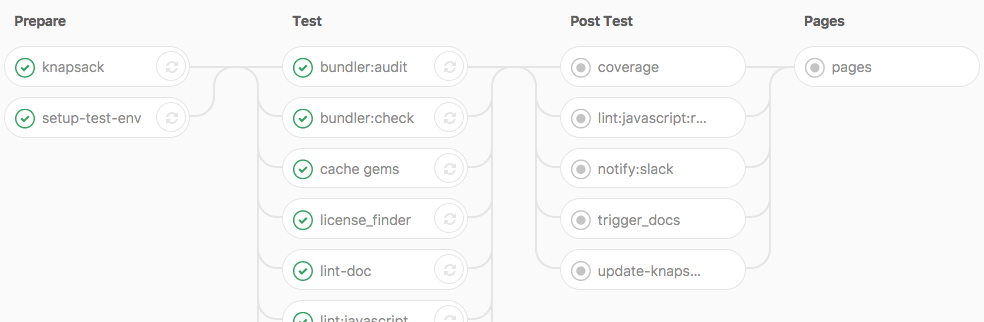 Prepare
Test
Post Test
Pages
knapsack
bundler:audit
coverage
pages
setup-test-env
bundler:check
lint:javascript:r...
cache gems
notify:slack
license_finder
trigger_docs
lint-doc
update-knaps...
lint:javascript